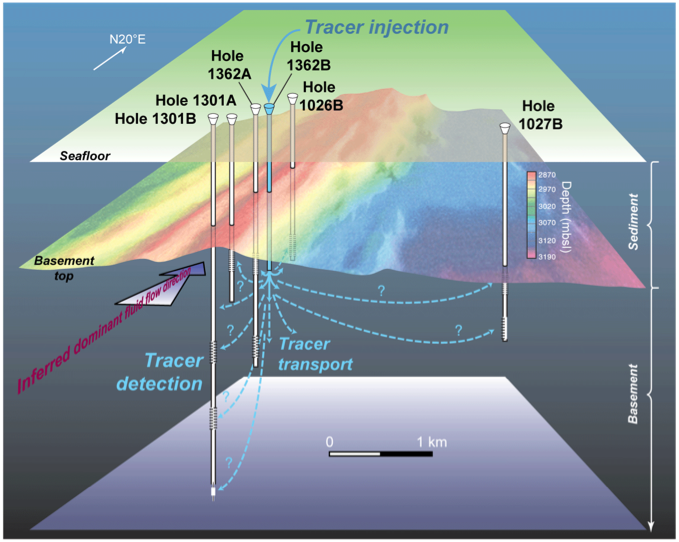 N20°E
Tracer injection
Hole
1362A
Hole
1362B
Hole
1026B
Hole 1301A
Hole 1301B
Hole
1027B
Seafloor
2870
2970
3020
3070
3120
3190
Depth (mbsl)
Sediment
Basement
top
Inferred dominant fluid flow direction
?
?
?
?
?
?
?
Tracer
detection
Tracer
transport
Basement
0 1 km